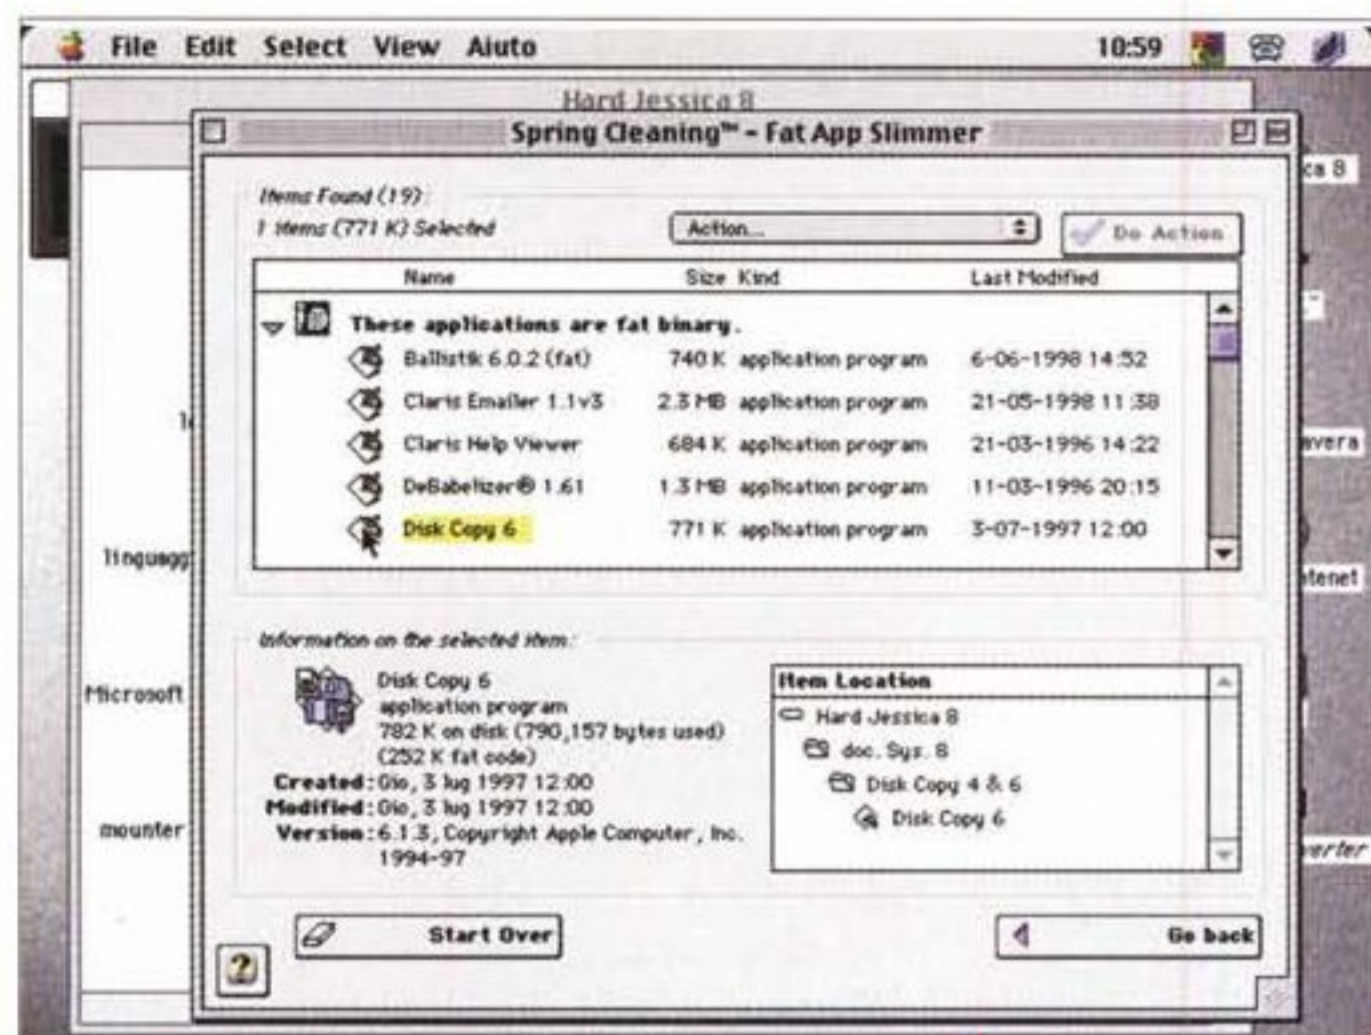 File Edit Select View Aiuto 10:59
Hard Jessica 8
Spring Cleaning™ - Fat App Slimmer
ca 8
Items Found (19):
1 items (771 K) Selected
Action...
Do Action
Name Size Kind Last Modified
These applications are fat binary.
Ballistik 6.0.2 (fat) 740 K application program 6-06-1998 14:52
Claris Emailer 1.1v3 2.3 MB application program 21-05-1998 11:38
Claris Help Viewer 684 K application program 21-03-1996 14:22
avera
DeBabelizer® 1.61 1.3 MB application program 11-03-1996 20:15
Disk Copy 6 771 K application program 3-07-1997 12:00
linguagg
tenet
Information on the selected item:
Disk Copy 6
application program
782 K on disk (790,157 bytes used)
(252 K fat code)
Created: Gio, 3 lug 1997 12:00
Modified: Gio, 3 lug 1997 12:00
Version: 6.1.3, Copyright Apple Computer, Inc.
1994-97
Item Location
Hard Jessica 8
doc. Sys. 8
Disk Copy 4 & 6
Disk Copy 6
Microsoft
mounter
verter
Start Over
Go back
?